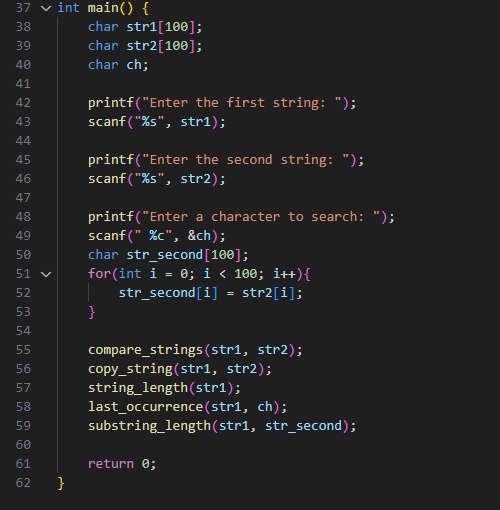 37 int main() {
38     char str1[100];
39     char str2[100];
40     char ch;
41
42     printf("Enter the first string: ");
43     scanf("%s", str1);
44
45     printf("Enter the second string: ");
46     scanf("%s", str2);
47
48     printf("Enter a character to search: ");
49     scanf(" %c", &ch);
50     char str_second[100];
51     for(int i = 0; i < 100; i++){
52         str_second[i] = str2[i];
53     }
54
55     compare_strings(str1, str2);
56     copy_string(str1, str2);
57     string_length(str1);
58     last_occurrence(str1, ch);
59     substring_length(str1, str_second);
60
61     return 0;
62 }